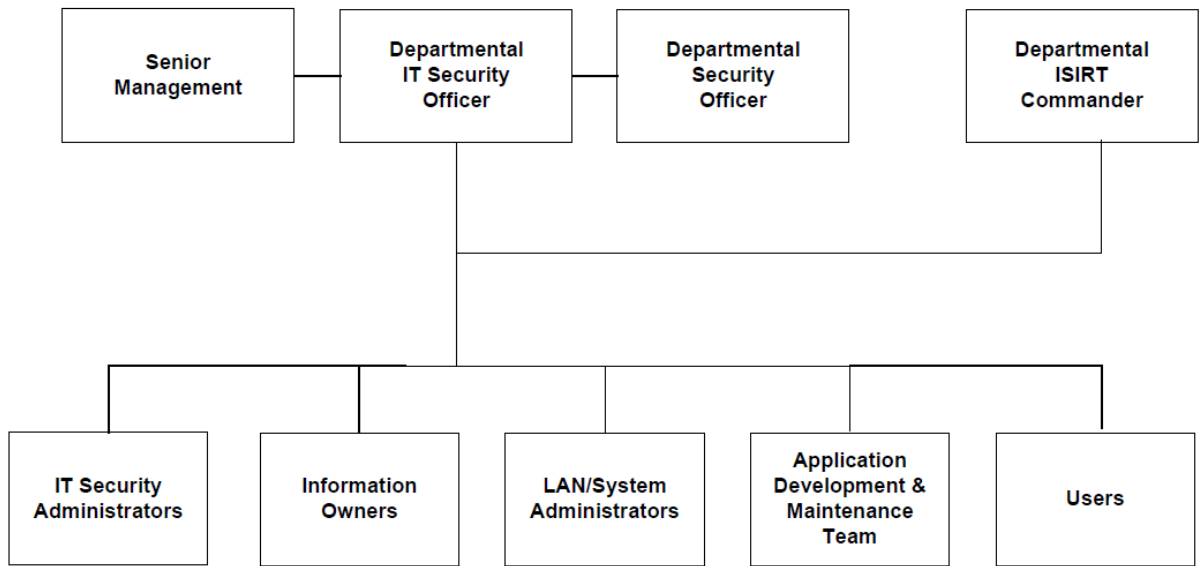 Senior
Management
Departmental
IT Security
Officer
Departmental
Security
Officer
Departmental
ISIRT
Commander
IT Security
Administrators
Information
Owners
LAN/System
Administrators
Application
Development &
Maintenance
Team
Users